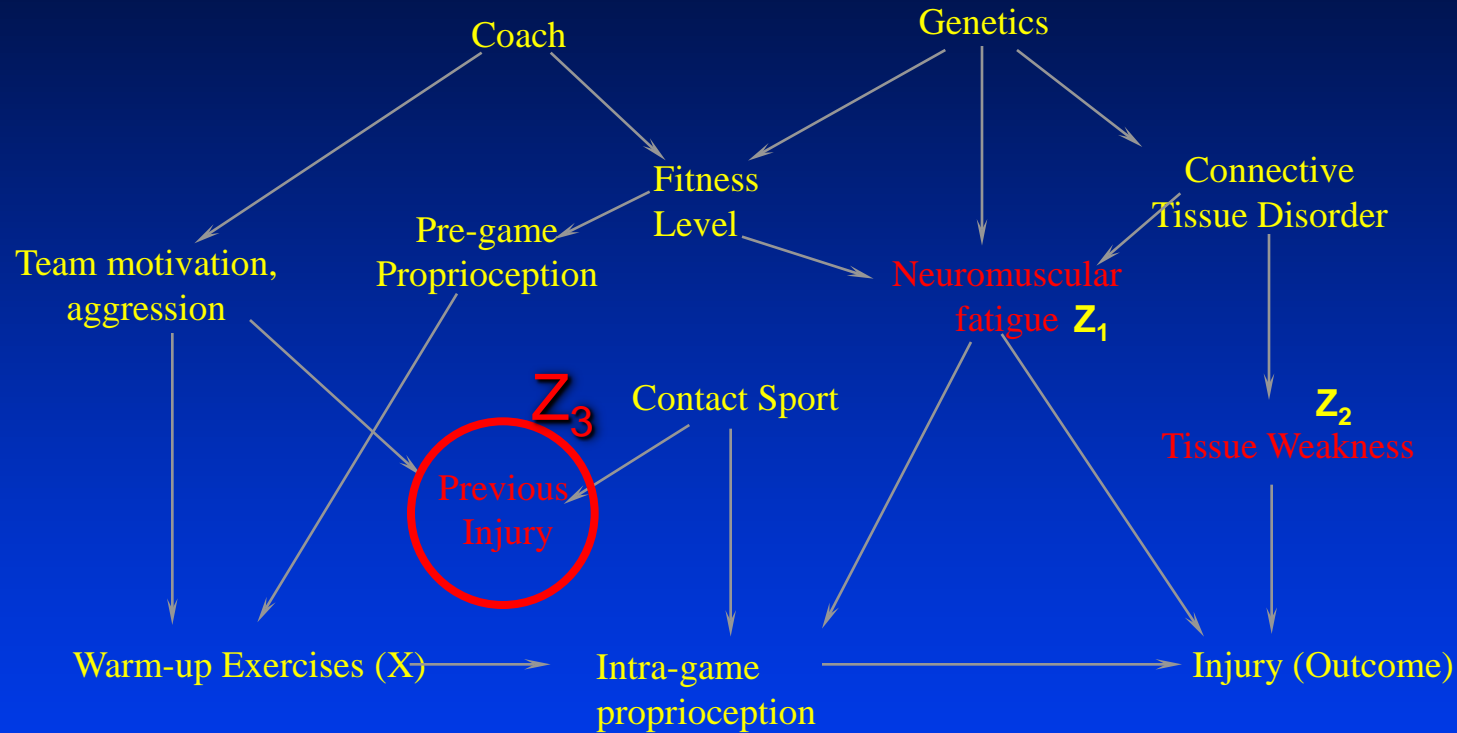 Coach
Genetics
Fitness
Level
Connective
Tissue Disorder
Pre-game
Proprioception
Team motivation,
aggression
Neuromuscular
fatigue Z₁
Z₃
Contact Sport
Z₂
Tissue Weakness
Previous
Injury
Warm-up Exercises (X)
Intra-game
proprioception
Injury (Outcome)